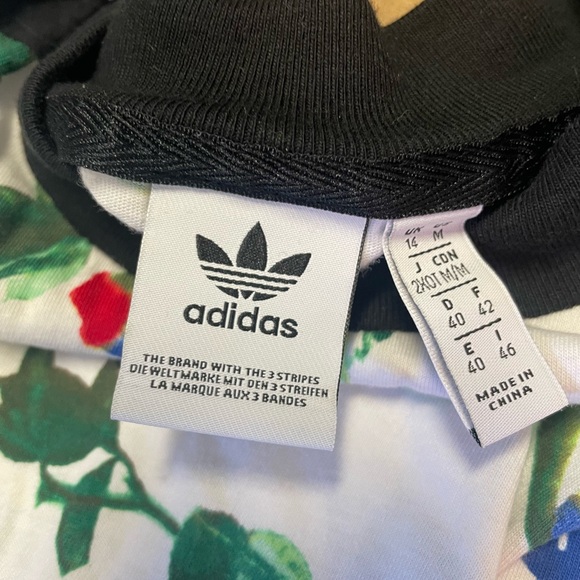 adidas
THE BRAND WITH THE 3 STRIPES
DIE WELTMARKE MIT DEN 3 STREIFEN
LA MARQUE AUX 3 BANDES
14 M
J CDN
2XOT M/M
D F
40 42
E I
40 46
MADE IN
CHINA